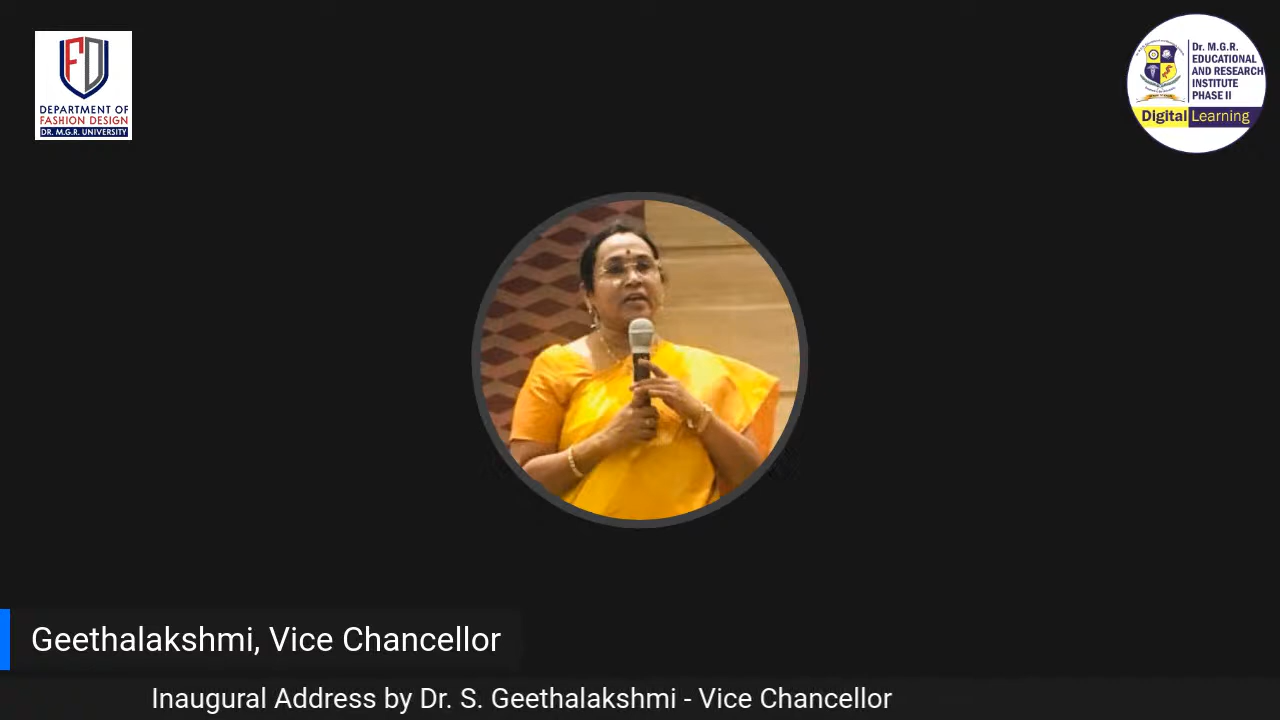 FD
DEPARTMENT OF
FASHION DESIGN
DR. M.G.R. UNIVERSITY
Dr. M.G.R.
EDUCATIONAL
AND RESEARCH
INSTITUTE
PHASE II
Digital Learning
Geethalakshmi, Vice Chancellor
Inaugural Address by Dr. S. Geethalakshmi - Vice Chancellor